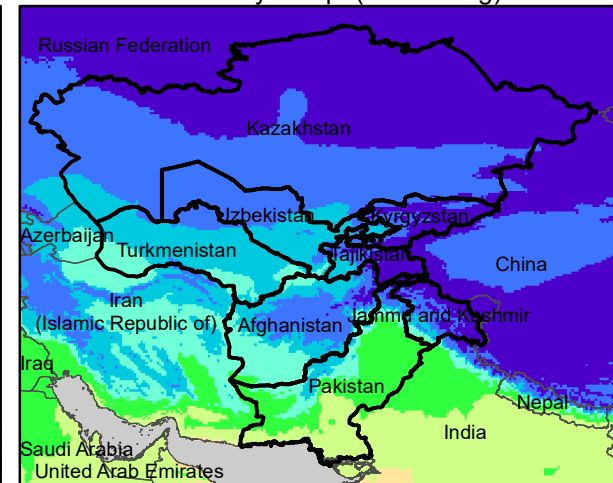 Russian Federation
Kazakhstan
Uzbekistan
Kyrgyzstan
Azerbaijan
Turkmenistan
Tajikistan
China
Iran
(Islamic Republic of)
Afghanistan
Jammu and Kashmir
Iraq
Pakistan
Nepal
India
Saudi Arabia
United Arab Emirates